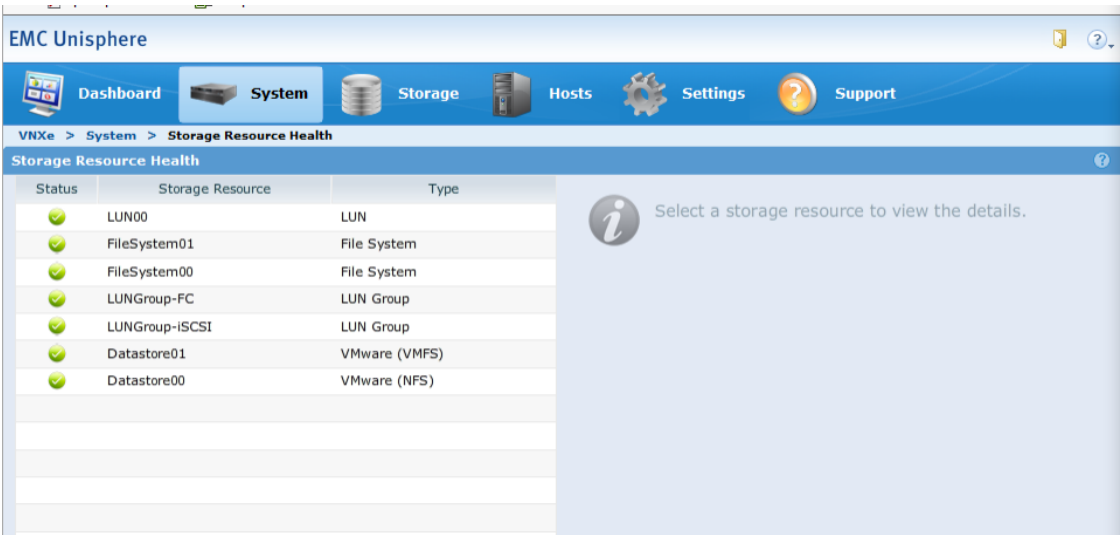 EMC Unisphere
Dashboard System Storage Hosts Settings Support
VNXe > System > Storage Resource Health
Storage Resource Health
Status Storage Resource Type
LUN00 LUN
FileSystem01 File System
FileSystem00 File System
LUNGroup-FC LUN Group
LUNGroup-iSCSI LUN Group
Datastore01 VMware (VMFS)
Datastore00 VMware (NFS)
Select a storage resource to view the details.